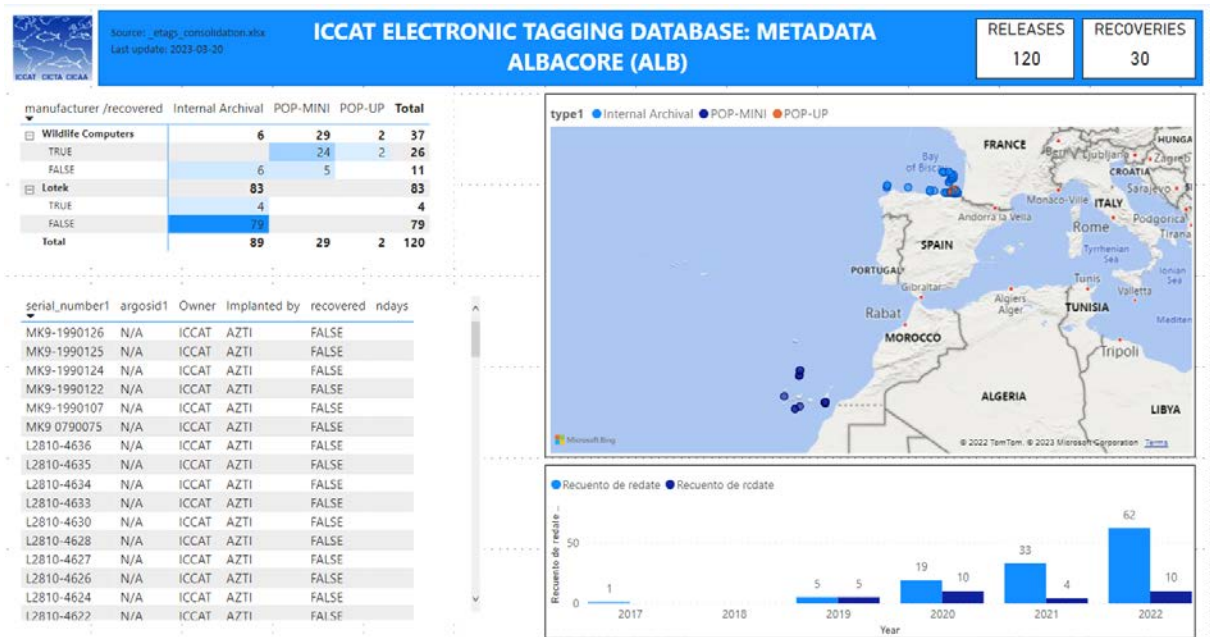 ICCAT CICTA CICAA
Source: _etags_consolidation.xlsx
Last update: 2023-03-20
ICCAT ELECTRONIC TAGGING DATABASE: METADATA
ALBACORE (ALB)
RELEASES
120
RECOVERIES
30
manufacturer /recovered Internal Archival POP-MINI POP-UP Total
Wildlife Computers 6 29 2 37
TRUE 24 2 26
FALSE 6 5 11
Lotek 83 83
TRUE 4 4
FALSE 79 79
Total 89 29 2 120
serial_number1 argosid1 Owner Implanted by recovered ndays
MK9-1990126 N/A ICCAT AZTI FALSE
MK9-1990125 N/A ICCAT AZTI FALSE
MK9-1990124 N/A ICCAT AZTI FALSE
MK9-1990122 N/A ICCAT AZTI FALSE
MK9-1990107 N/A ICCAT AZTI FALSE
MK9 0790075 N/A ICCAT AZTI FALSE
L2810-4636 N/A ICCAT AZTI FALSE
L2810-4635 N/A ICCAT AZTI FALSE
L2810-4634 N/A ICCAT AZTI FALSE
L2810-4633 N/A ICCAT AZTI FALSE
L2810-4630 N/A ICCAT AZTI FALSE
L2810-4628 N/A ICCAT AZTI FALSE
L2810-4627 N/A ICCAT AZTI FALSE
L2810-4626 N/A ICCAT AZTI FALSE
L2810-4624 N/A ICCAT AZTI FALSE
L2810-4622 N/A ICCAT AZTI FALSE
type1 Internal Archival POP-MINI POP-UP
FRANCE
HUNGA
Ljubljana
Zagreb
Bay
of Biscay
CROATIA
Sarajevo
Monaco-Ville
ITALY
Andorra la Vella
Podgorica
Rome
Tirana
SPAIN
Tyrrhenian
Sea
PORTUGAL
Ionian
Sea
Gibraltar
Tunis
Valletta
Algiers
Alger
TUNISIA
Rabat
Mediterr
MOROCCO
Tripoli
ALGERIA
LIBYA
Microsoft Bing
© 2022 TomTom, © 2023 Microsoft Corporation Terms
Recuento de redate Recuento de rcdate
Recuento de redate ...
50
0
1
5 5
19 10
33 4
62 10
2017 2018 2019 2020 2021 2022
Year